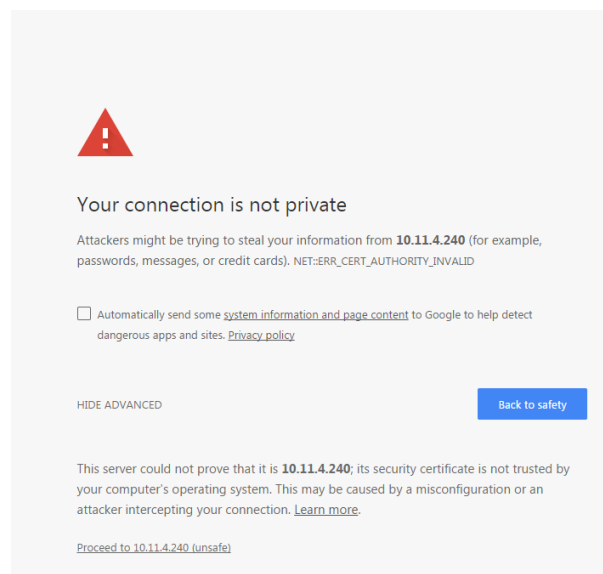 Your connection is not private
Attackers might be trying to steal your information from 10.11.4.240 (for example,
passwords, messages, or credit cards). NET::ERR_CERT_AUTHORITY_INVALID
Automatically send some system information and page content to Google to help detect
dangerous apps and sites. Privacy policy
HIDE ADVANCED
Back to safety
This server could not prove that it is 10.11.4.240; its security certificate is not trusted by
your computer's operating system. This may be caused by a misconfiguration or an
attacker intercepting your connection. Learn more.
Proceed to 10.11.4.240 (unsafe)